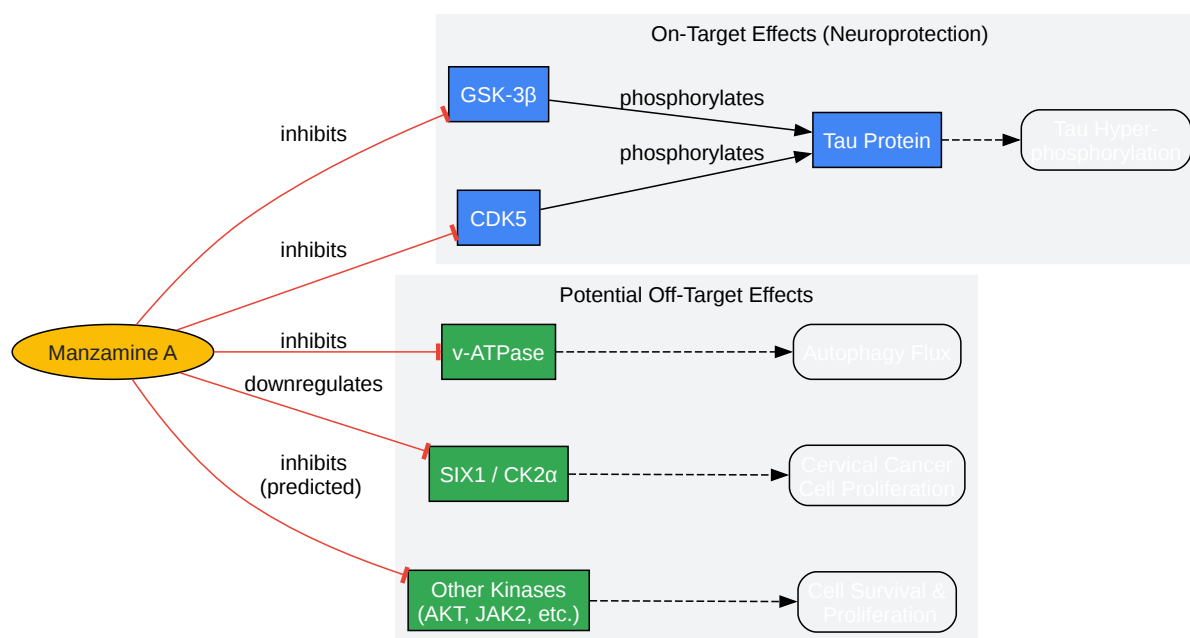 On-Target Effects (Neuroprotection)
GSK-3β
phosphorylates
inhibits
Tau Protein
Tau Hyper-
phosphorylation
phosphorylates
CDK5
inhibits
Potential Off-Target Effects
Manzamine A
inhibits
v-ATPase
Autophagy Flux
downregulates
SIX1 / CK2α
Cervical Cancer
Cell Proliferation
inhibits
(predicted)
Other Kinases
(AKT, JAK2, etc.)
Cell Survival &
Proliferation